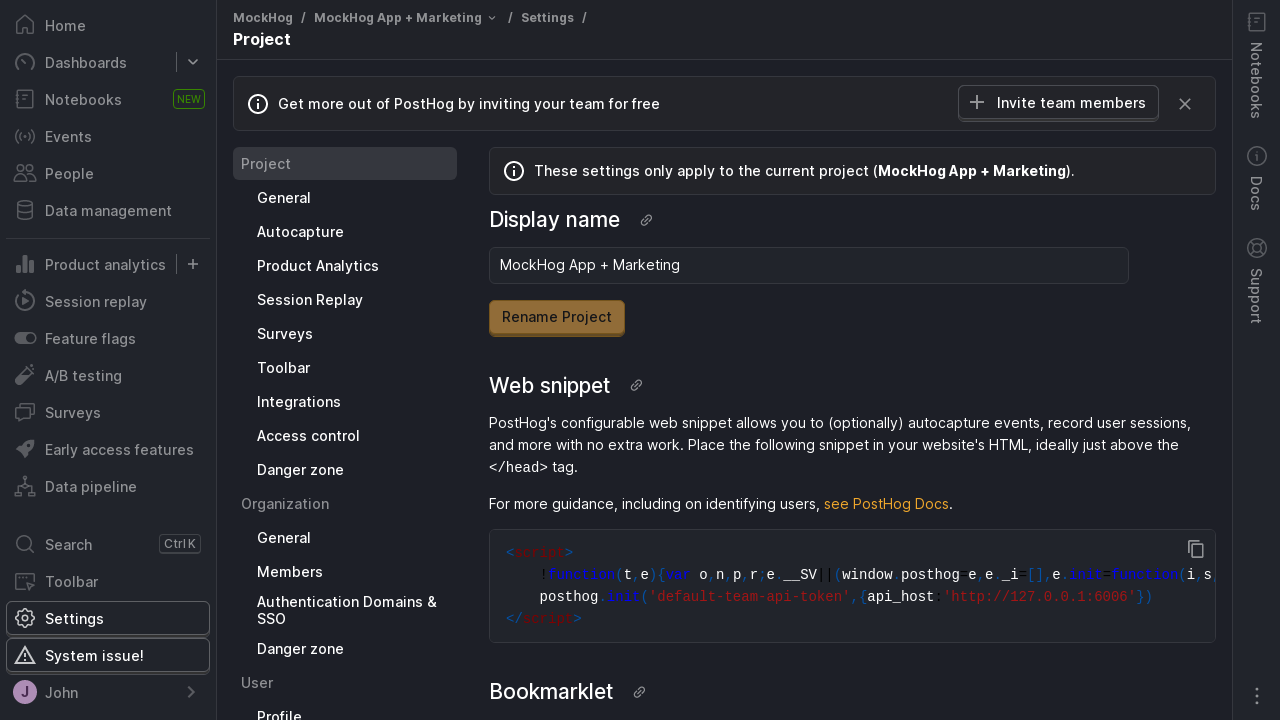 Home
Dashboards
Notebooks NEW
Events
People
Data management
Product analytics
Session replay
Feature flags
A/B testing
Surveys
Early access features
Data pipeline
Search Ctrl K
Toolbar
Settings
System issue!
J John
MockHog / MockHog App + Marketing / Settings /
Project
Get more out of PostHog by inviting your team for free
Invite team members
Project
General
Autocapture
Product Analytics
Session Replay
Surveys
Toolbar
Integrations
Access control
Danger zone
Organization
General
Members
Authentication Domains &
SSO
Danger zone
User
Profile
These settings only apply to the current project (MockHog App + Marketing).
Display name
MockHog App + Marketing
Rename Project
Web snippet
PostHog's configurable web snippet allows you to (optionally) autocapture events, record user sessions,
and more with no extra work. Place the following snippet in your website's HTML, ideally just above the
</head> tag.
For more guidance, including on identifying users, see PostHog Docs.
<script>
!function(t,e){var o,n,p,r;e.__SV||(window.posthog=e,e._i=[],e.init=function(i,s,
posthog.init('default-team-api-token',{api_host:'http://127.0.0.1:6006'})
</script>
Bookmarklet
Notebooks
Docs
Support